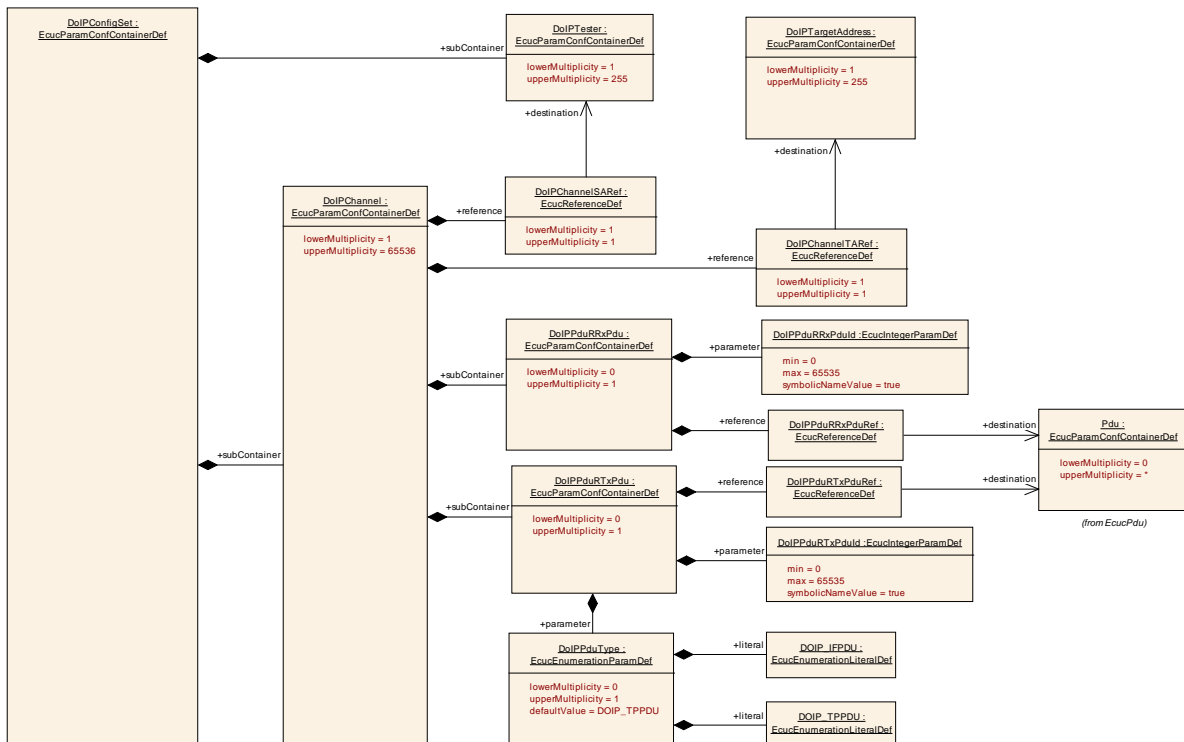 DoIPConfigSet :
EcucParamConfContainerDef
+subContainer
DoIPTester :
EcucParamConfContainerDef
lowerMultiplicity = 1
upperMultiplicity = 255
DoIPTargetAddress:
EcucParamConfContainerDef
lowerMultiplicity = 1
upperMultiplicity = 255
+destination
+destination
DoIPChannel :
EcucParamConfContainerDef
lowerMultiplicity = 1
upperMultiplicity = 65536
+reference
DoIPChannelSARef :
EcucReferenceDef
lowerMultiplicity = 1
upperMultiplicity = 1
+reference
DoIPChannelTARef :
EcucReferenceDef
lowerMultiplicity = 1
upperMultiplicity = 1
+subContainer
DoIPPduRRxPdu :
EcucParamConfContainerDef
lowerMultiplicity = 0
upperMultiplicity = 1
+parameter
DoIPPduRRxPduId :EcucIntegerParamDef
min = 0
max = 65535
symbolicNameValue = true
+reference
DoIPPduRRxPduRef :
EcucReferenceDef
+destination
Pdu :
EcucParamConfContainerDef
lowerMultiplicity = 0
upperMultiplicity = *
(from EcucPdu)
+subContainer
+subContainer
DoIPPduRTxPdu :
EcucParamConfContainerDef
lowerMultiplicity = 0
upperMultiplicity = 1
+reference
DoIPPduRTxPduRef :
EcucReferenceDef
+destination
+parameter
DoIPPduRTxPduId :EcucIntegerParamDef
min = 0
max = 65535
symbolicNameValue = true
+parameter
DoIPPduType :
EcucEnumerationParamDef
lowerMultiplicity = 0
upperMultiplicity = 1
defaultValue = DOIP_TPPDU
+literal
DOIP_IFPDU :
EcucEnumerationLiteralDef
+literal
DOIP_TPPDU :
EcucEnumerationLiteralDef